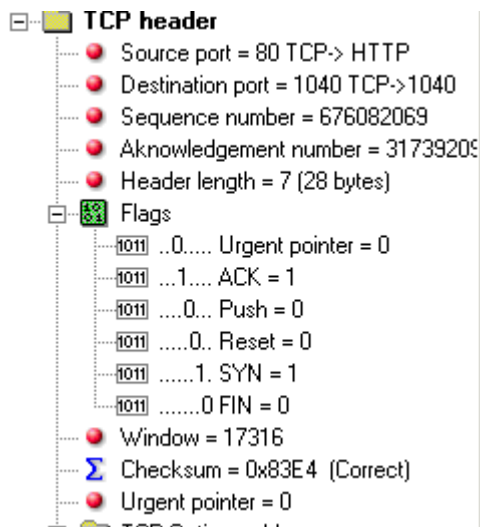 TCP header
Source port = 80 TCP-> HTTP
Destination port = 1040 TCP->1040
Sequence number = 676082069
Aknowledgement number = 31739209
Header length = 7 (28 bytes)
Flags
1011 ..0..... Urgent pointer = 0
1011 ...1.... ACK = 1
1011 ....0... Push = 0
1011 .....0.. Reset = 0
1011 ......1. SYN = 1
1011 .......0 FIN = 0
Window = 17316
Σ Checksum = 0x83E4 (Correct)
Urgent pointer = 0